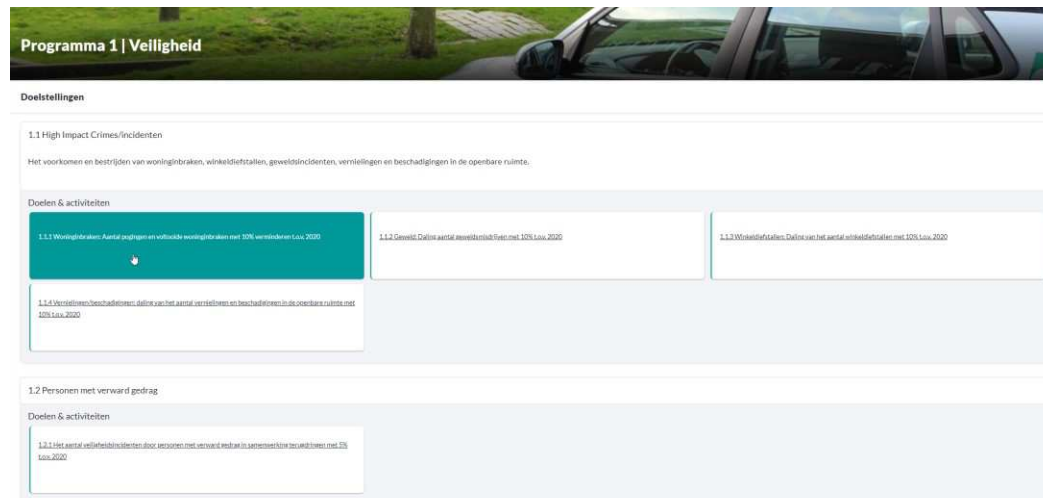 Programma 1 | Veiligheid
Doelstellingen
1.1 High Impact Crimes/incidenten
Het voorkomen en bestrijden van woninginbraken, winkeldiefstallen, geweldsincidenten, vernielingen en beschadigingen in de openbare ruimte.
Doelen & activiteiten
1.1.1 Woninginbraken: Aantal pogingen en voltooide woninginbraken met 10% verminderen t.o.v. 2020
1.1.2 Geweld: Daling aantal geweldsmisdrijven met 10% t.o.v. 2020
1.1.3 Winkeldiefstallen: Daling van het aantal winkeldiefstallen met 10% t.o.v. 2020
1.1.4 Vernielingen/beschadigingen: daling van het aantal vernielingen en beschadigingen in de openbare ruimte met
10% t.o.v. 2020
1.2 Personen met verward gedrag
Doelen & activiteiten
1.2.1 Het aantal veiligheidsincidenten door personen met verward gedrag in samenwerking terugdringen met 5%
t.o.v. 2020